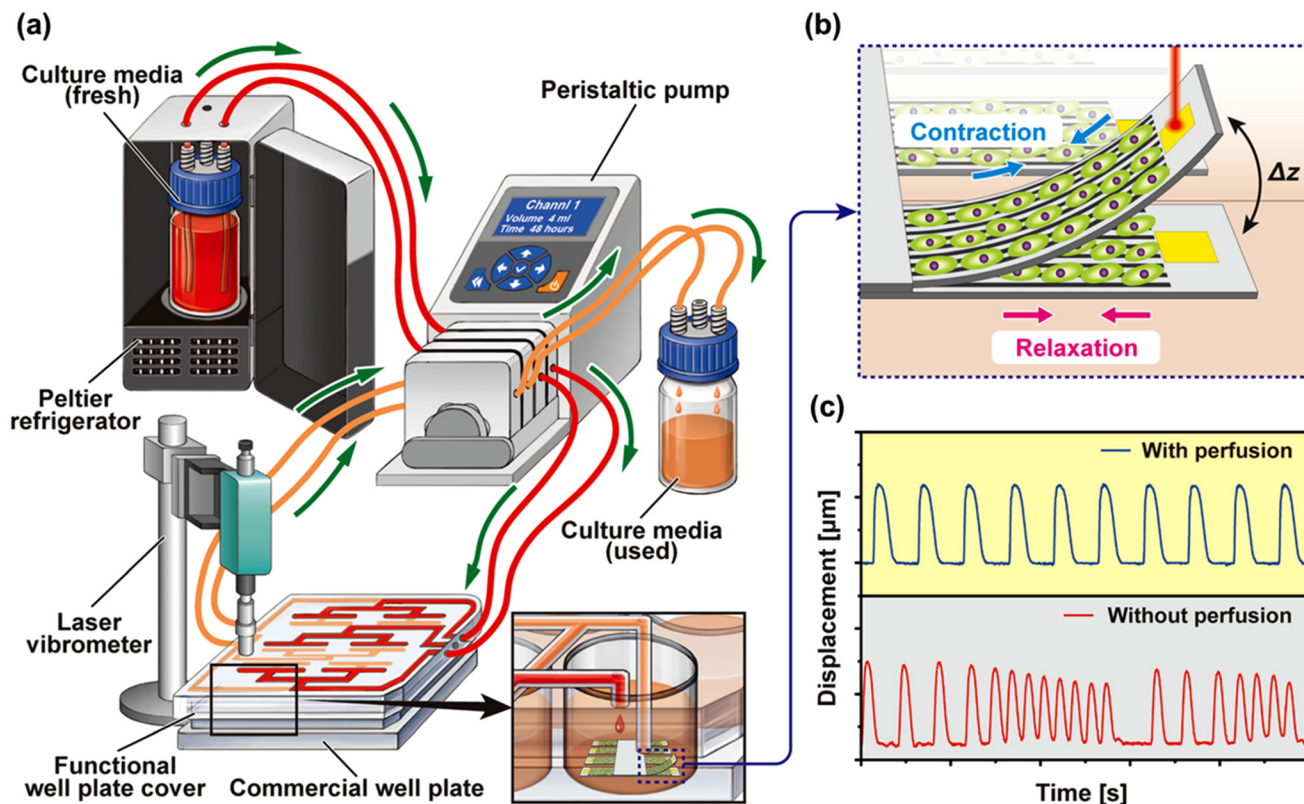 (a)
Culture media
(fresh)
Peristaltic pump
Channl 1
Volume 4 ml
Time 48 hours
Peltier
refrigerator
Culture media
(used)
Laser
vibrometer
Functional
well plate cover
Commercial well plate
(b)
Contraction
Δz
Relaxation
(c)
With perfusion
Without perfusion
Displacement [μm]
Time [s]